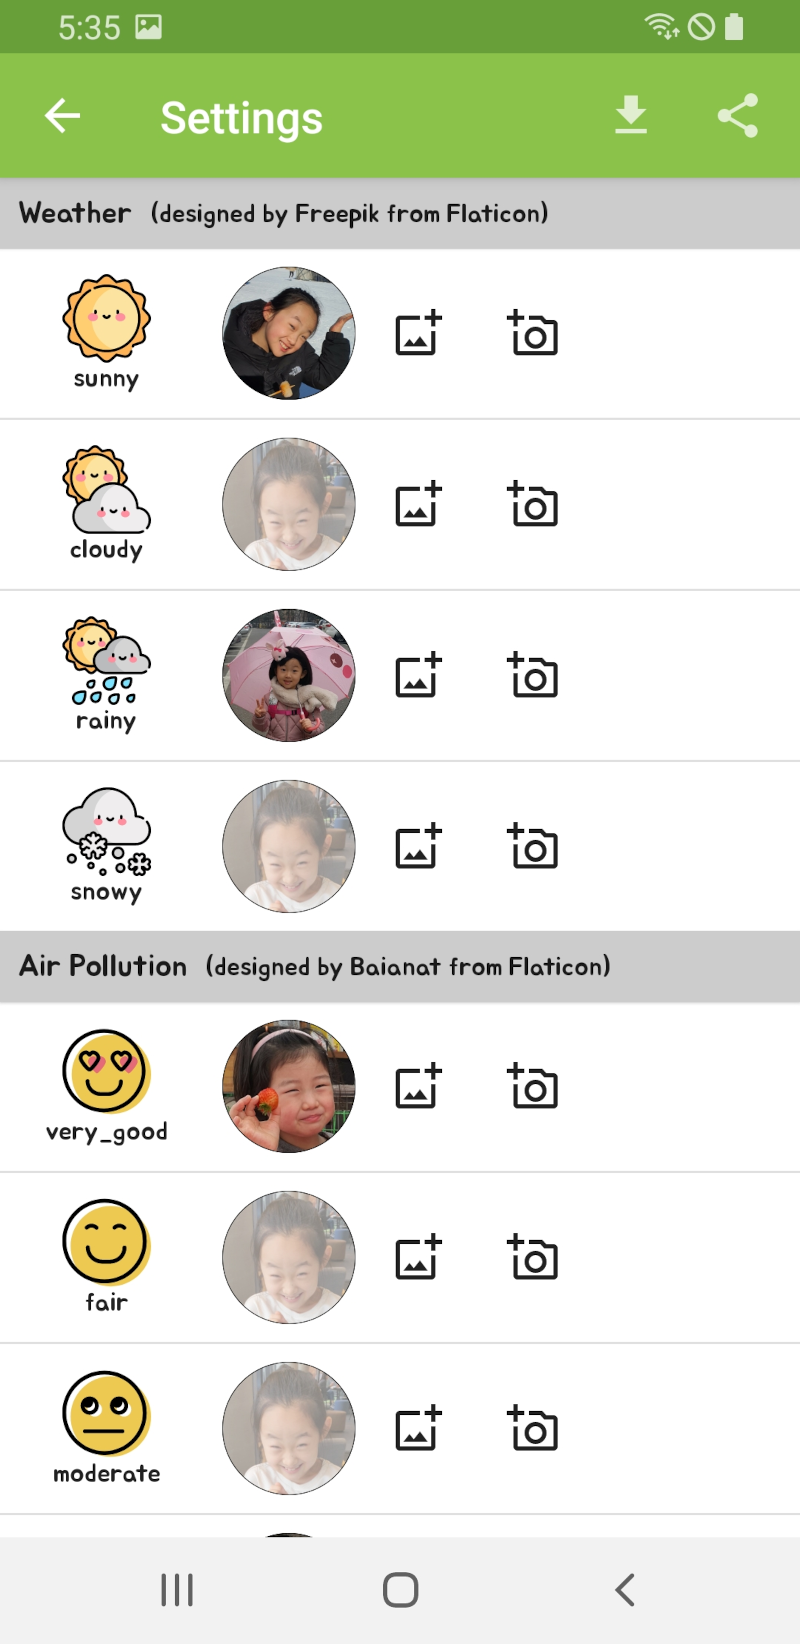 5:35
Settings
Weather (designed by Freepik from Flaticon)
sunny
cloudy
rainy
snowy
Air Pollution (designed by Baianat from Flaticon)
very_good
fair
moderate